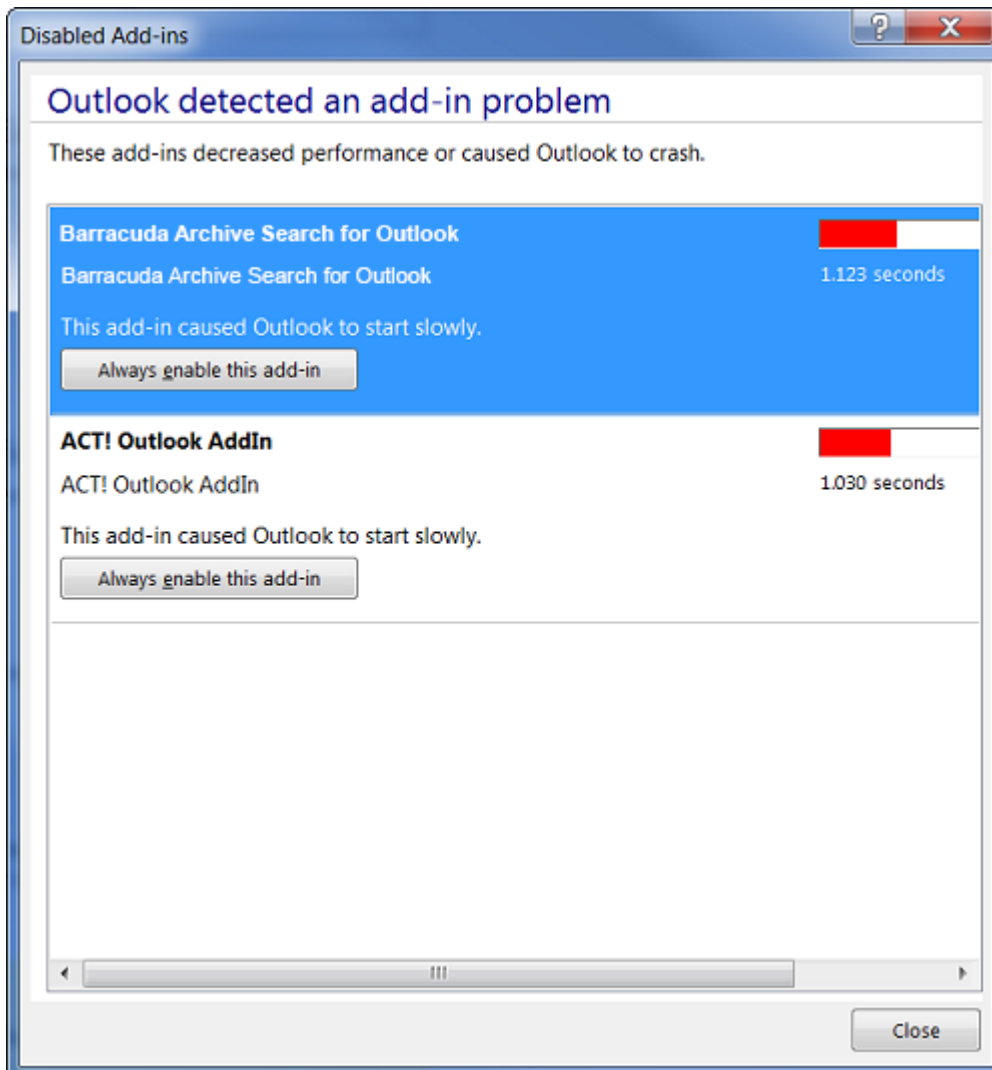 Disabled Add-ins
Outlook detected an add-in problem
These add-ins decreased performance or caused Outlook to crash.
Barracuda Archive Search for Outlook
Barracuda Archive Search for Outlook 1.123 seconds
This add-in caused Outlook to start slowly.
Always enable this add-in
ACT! Outlook AddIn
ACT! Outlook AddIn 1.030 seconds
This add-in caused Outlook to start slowly.
Always enable this add-in
Close